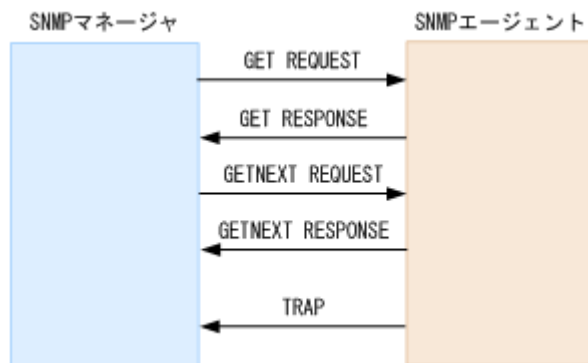 SNMPマネージャ
SNMPエージェント
GET REQUEST
GET RESPONSE
GETNEXT REQUEST
GETNEXT RESPONSE
TRAP